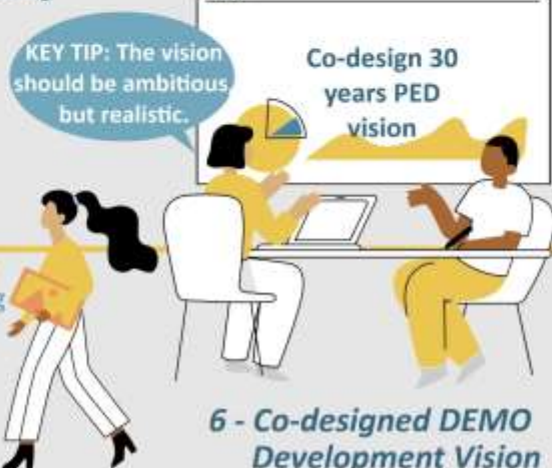 KEY TIP: The vision
should be ambitious
but realistic.
Co-design 30
years PED
vision
6 - Co-designed DEMO
Development Vision